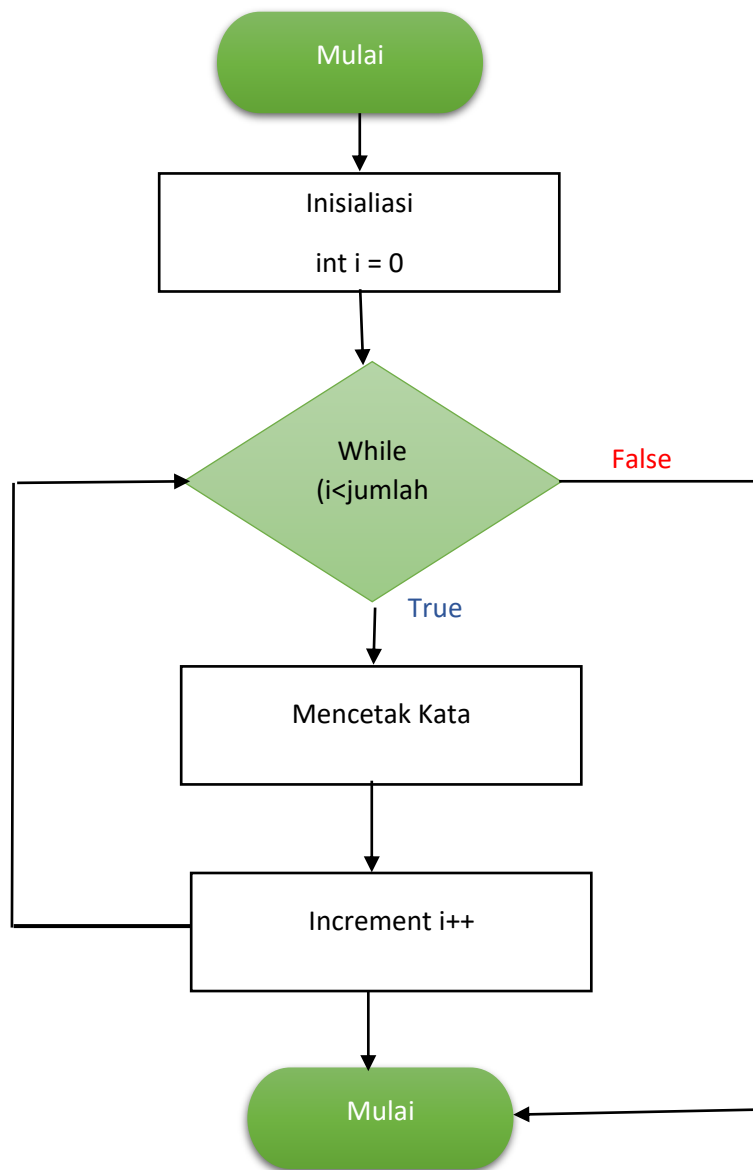 Mulai
Inisialiasi
int i = 0
While
(i<jumlah
False
True
Mencetak Kata
Increment i++
Mulai